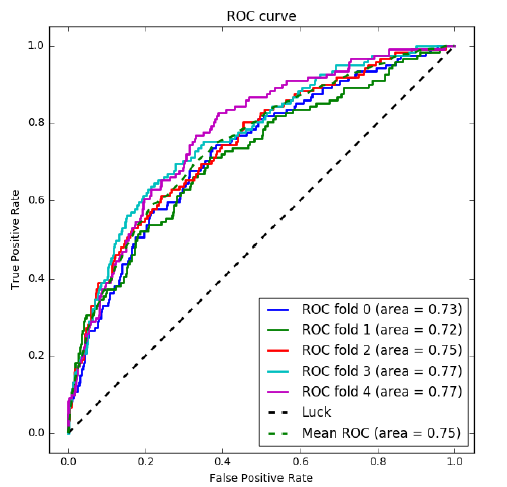 ROC curve
1.0
0.8
0.6
0.4
0.2
0.0
True Positive Rate
ROC fold 0 (area = 0.73)
ROC fold 1 (area = 0.72)
ROC fold 2 (area = 0.75)
ROC fold 3 (area = 0.77)
ROC fold 4 (area = 0.77)
Luck
Mean ROC (area = 0.75)
0.0 0.2 0.4 0.6 0.8 1.0
False Positive Rate